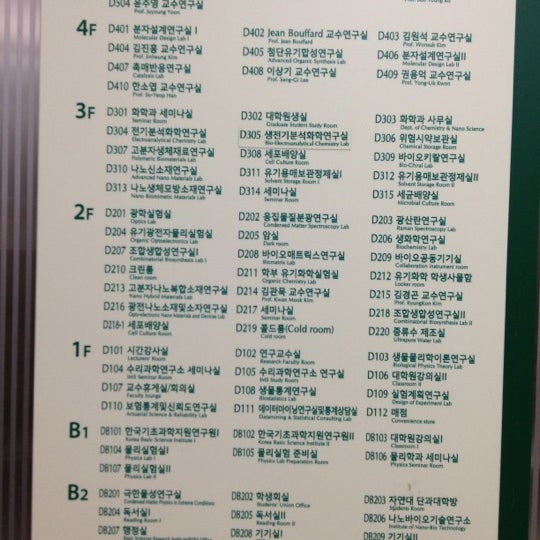 D504 윤주영 교수연구실
Prof. Juyoung Yoon
4F
D401 분자설계연구실 I
Molecular Design Lab I
D402 Jean Bouffard 교수연구실
Prof. Jean Bouffard
D403 김원석 교수연구실
Prof. Wonsuk Kim
D404 김진흥 교수연구실
Prof. Jinheung Kim
D405 첨단유기합성연구실
Advanced Organic Synthesis Lab
D406 분자설계연구실II
Molecular Design Lab II
D407 촉매반응연구실
Catalysis Lab
D408 이상기 교수연구실
Prof. Sang-Gi Lee
D409 권용억 교수연구실
Prof. Yong-Uk Kwon
D410 한소엽 교수연구실
Prof. So-Yeop Han
3F
D301 화학과 세미나실
Seminar Room
D302 대학원생실
Graduate Student Study Room
D303 화학과 사무실
Dept. of Chemistry & Nano Science
D304 전기분석화학연구실
Electroanalytical Chemistry Lab
D305 생전기분석화학연구실
Bio-Electroanalytical Chemistry Lab
D306 위험시약보관실
Chemical Storage Room
D307 고분자생체재료연구실
Polymeric Biomaterials Lab
D308 세포배양실
Cell Culture Room
D309 바이오키랄연구실
Bio-Chiral Lab
D310 나노신소재연구실
Advanced Nano Materials Lab
D311 유기용매보관정제실I
Solvent Storage Room I
D312 유기용매보관정제실II
Solvent Storage Room II
D313 나노생체모방소재연구실
Nano Biomimetic Materials Lab
D314 세미나실
Seminar Room
D315 세균배양실
Microbial Culture Room
2F
D201 광학실험실
Optics Lab
D202 응집물질분광연구실
Condensed Matter Spectroscopy Lab
D203 광산란연구실
Raman Spectroscopy Lab
D204 유기광전자물리실험실
Organic Optoelectronics Lab
D205 암실
Dark room
D206 생화학연구실
Biochemistry Lab
D207 조합생합성연구실I
Combinatorial Biosynthesis Lab I
D208 바이오매트릭스연구실
Biomatrix Lab
D209 바이오공동기기실
Collaboration instrument room
D210 크린룸
Clean room
D211 학부 유기화학실험실
Organic Chemistry Lab
D212 유기화학 학생사물함
Locker room
D213 고분자나노복합소재연구실
Nano Hybrid Materials Lab
D214 김관묵 교수연구실
Prof. Kwan Mook Kim
D215 김경곤 교수연구실
Prof. KyungKon Kim
D216 광전나노소재및소자연구실
Opto-electronic Nano Materials and Devices Lab
D217 세미나실
Seminar Room
D218 조합생합성연구실II
Combinatorial Biosynthesis Lab II
D218-1 세포배양실
Cell Culture Room
D219 콜드룸(Cold room)
Cold room
D220 증류수 제조실
Ultrapure Water Lab
1F
D101 시간강사실
Lecturers' Room
D102 연구교수실
Research Faculty Room
D103 생물물리학이론연구실
Biological Physics Theory Lab
D104 수리과학연구소 세미나실
IMS Seminar Room
D105 수리과학연구소 연구실
IMS Study Room
D106 대학원강의실II
Classroom II
D107 교수휴게실/회의실
Faculty lounge
D108 생물통계연구실
Biostatistics Lab
D109 실험계획연구실
Design of Experiment Lab
D110 보험통계및신뢰도연구실
Actuarial Science & Reliability Lab
D111 데이터마이닝연구실및통계상담실
Datamining & Statistical Consulting Lab
D112 매점
Convenience store
B1
DB101 한국기초과학지원연구원I
Korea Basic Science Institute I
DB102 한국기초과학지원연구원II
Korea Basic Science Institute II
DB103 대학원강의실I
Classroom I
DB104 물리실험실I
Physics Lab I
DB105 물리실험 준비실
Physics Lab Preparation Room
DB106 물리학과 세미나실
Physics Seminar Room
DB107 물리실험실II
Physics Lab II
B2
DB201 극한물성연구실
Condensed Matter Physics in Extreme Conditions
DB202 학생회실
Students' Union Office
DB203 자연대 단과대학방
Students Room
DB204 독서실I
Reading Room I
DB205 독서실II
Reading Room II
DB206 나노바이오기술연구소
Institute of Nano-Bio Technology
DB207 행정실
DB208 기기실I
DB209 기기실II